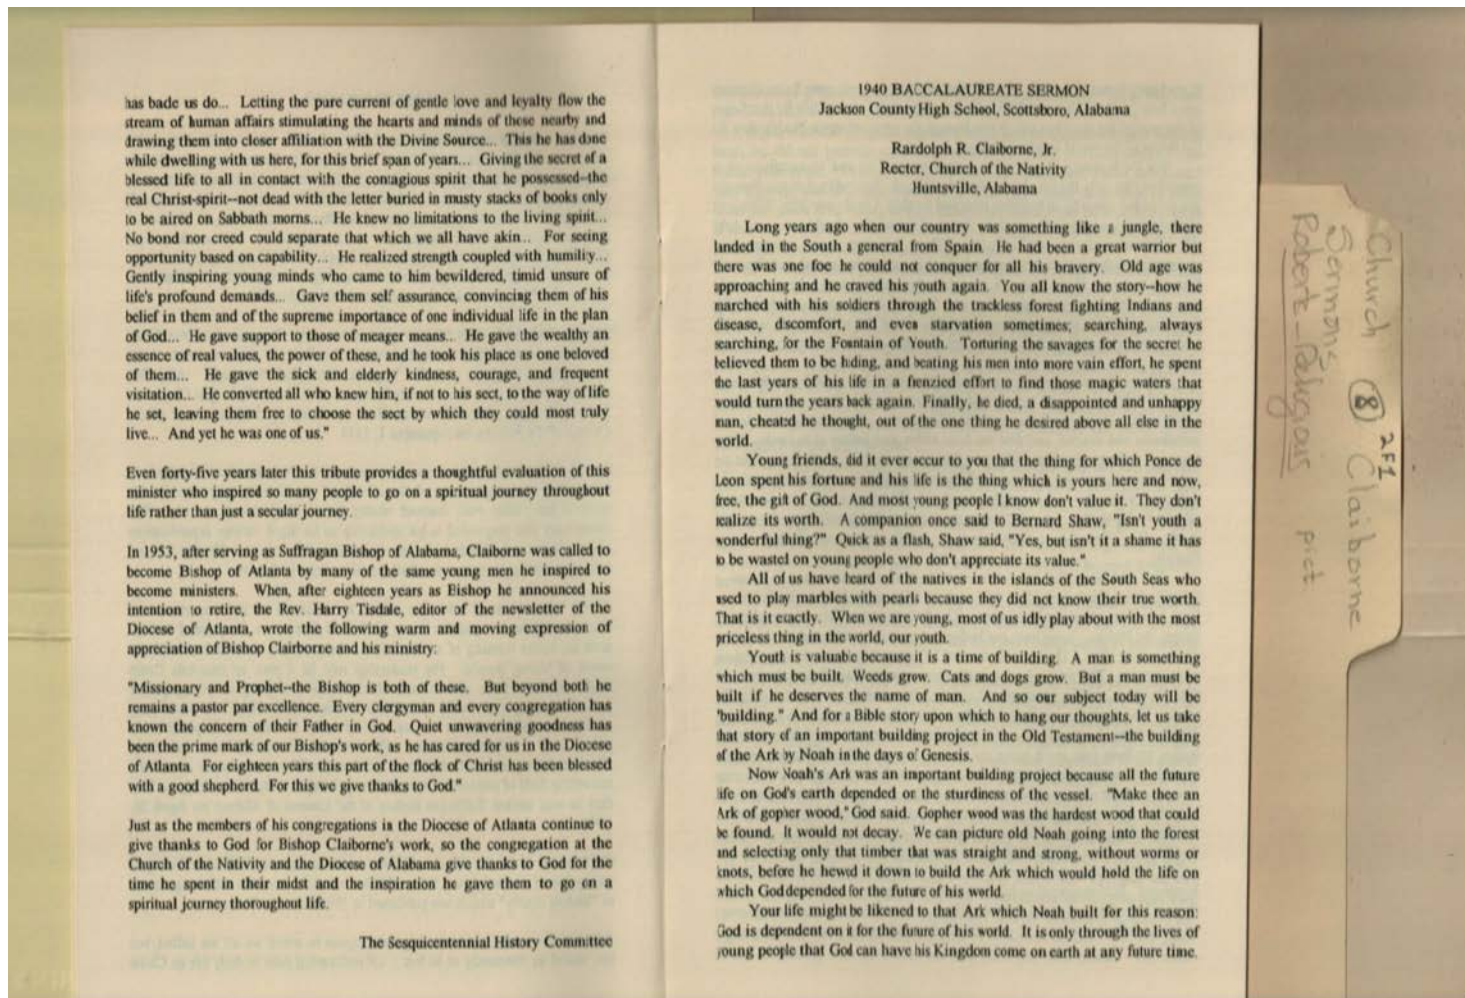 has bade us do... Letting the pure current of gentle love and loyalty flow the
stream of human affairs stimulating the hearts and minds of those nearby and
drawing them into closer affiliation with the Divine Source... This he has done
while dwelling with us here, for this brief span of years... Giving the secret of a
blessed life to all in contact with the contagious spirit that he possessed--the
real Christ-spirit--not dead with the letter buried in musty stacks of books only
to be aired on Sabbath morns... He knew no limitations to the living spirit...
No bond nor creed could separate that which we all have akin... For seeing
opportunity based on capability... He realized strength coupled with humility...
Gently inspiring young minds who came to him bewildered, timid unsure of
life's profound demands... Gave them self assurance, convincing them of his
belief in them and of the supreme importance of one individual life in the plan
of God... He gave support to those of meager means... He gave the wealthy an
essence of real values, the power of these, and he took his place as one beloved
of them... He gave the sick and elderly kindness, courage, and frequent
visitation... He converted all who knew him, if not to his sect, to the way of life
he set, leaving them free to choose the sect by which they could most truly
live... And yet he was one of us."
Even forty-five years later this tribute provides a thoughtful evaluation of this
minister who inspired so many people to go on a spiritual journey throughout
life rather than just a secular journey.
In 1953, after serving as Suffragan Bishop of Alabama, Claiborne was called to
become Bishop of Atlanta by many of the same young men he inspired to
become ministers. When, after eighteen years as Bishop he announced his
intention to retire, the Rev. Harry Tisdale, editor of the newsletter of the
Diocese of Atlanta, wrote the following warm and moving expression of
appreciation of Bishop Clairborne and his ministry:
"Missionary and Prophet--the Bishop is both of these. But beyond both he
remains a pastor par excellence. Every clergyman and every congregation has
known the concern of their Father in God. Quiet unwavering goodness has
been the prime mark of our Bishop's work, as he has cared for us in the Diocese
of Atlanta. For eighteen years this part of the flock of Christ has been blessed
with a good shepherd. For this we give thanks to God."
Just as the members of his congregations in the Diocese of Atlanta continue to
give thanks to God for Bishop Claiborne's work, so the congregation at the
Church of the Nativity and the Diocese of Alabama give thanks to God for the
time he spent in their midst and the inspiration he gave them to go on a
spiritual journey thoroughout life.
The Sesquicentennial History Committee
1940 BACCALAUREATE SERMON
Jackson County High School, Scottsboro, Alabama
Randolph R. Claiborne, Jr.
Rector, Church of the Nativity
Huntsville, Alabama
Long years ago when our country was something like a jungle, there
landed in the South a general from Spain. He had been a great warrior but
there was one foe he could not conquer for all his bravery. Old age was
approaching and he craved his youth again. You all know the story--how he
marched with his soldiers through the trackless forest fighting Indians and
disease, discomfort, and even starvation sometimes; searching, always
searching, for the Fountain of Youth. Torturing the savages for the secret he
believed them to be hiding, and beating his men into more vain effort, he spent
the last years of his life in a frenzied effort to find those magic waters that
would turn the years back again. Finally, he died, a disappointed and unhappy
man, cheated he thought, out of the one thing he desired above all else in the
world.
Young friends, did it ever occur to you that the thing for which Ponce de
Leon spent his fortune and his life is the thing which is yours here and now,
free, the gift of God. And most young people I know don't value it. They don't
realize its worth. A companion once said to Bernard Shaw, "Isn't youth a
wonderful thing?" Quick as a flash, Shaw said, "Yes, but isn't it a shame it has
to be wasted on young people who don't appreciate its value."
All of us have heard of the natives in the islands of the South Seas who
used to play marbles with pearls because they did not know their true worth.
That is it exactly. When we are young, most of us idly play about with the most
priceless thing in the world, our youth.
Youth is valuable because it is a time of building. A man is something
which must be built. Weeds grow. Cats and dogs grow. But a man must be
built if he deserves the name of man. And so our subject today will be
"building." And for a Bible story upon which to hang our thoughts, let us take
that story of an important building project in the Old Testament--the building
of the Ark by Noah in the days of Genesis.
Now Noah's Ark was an important building project because all the future
life on God's earth depended on the sturdiness of the vessel. "Make thee an
Ark of gopher wood," God said. Gopher wood was the hardest wood that could
be found. It would not decay. We can picture old Noah going into the forest
and selecting only that timber that was straight and strong, without worms or
knots, before he hewed it down to build the Ark which would hold the life on
which God depended for the future of his world.
Your life might be likened to that Ark which Noah built for this reason:
God is dependent on it for the future of his world. It is only through the lives of
young people that God can have his Kingdom come on earth at any future time.
Church 8 Claiborne
2F1
Sermons
Roberts-Religious pict.